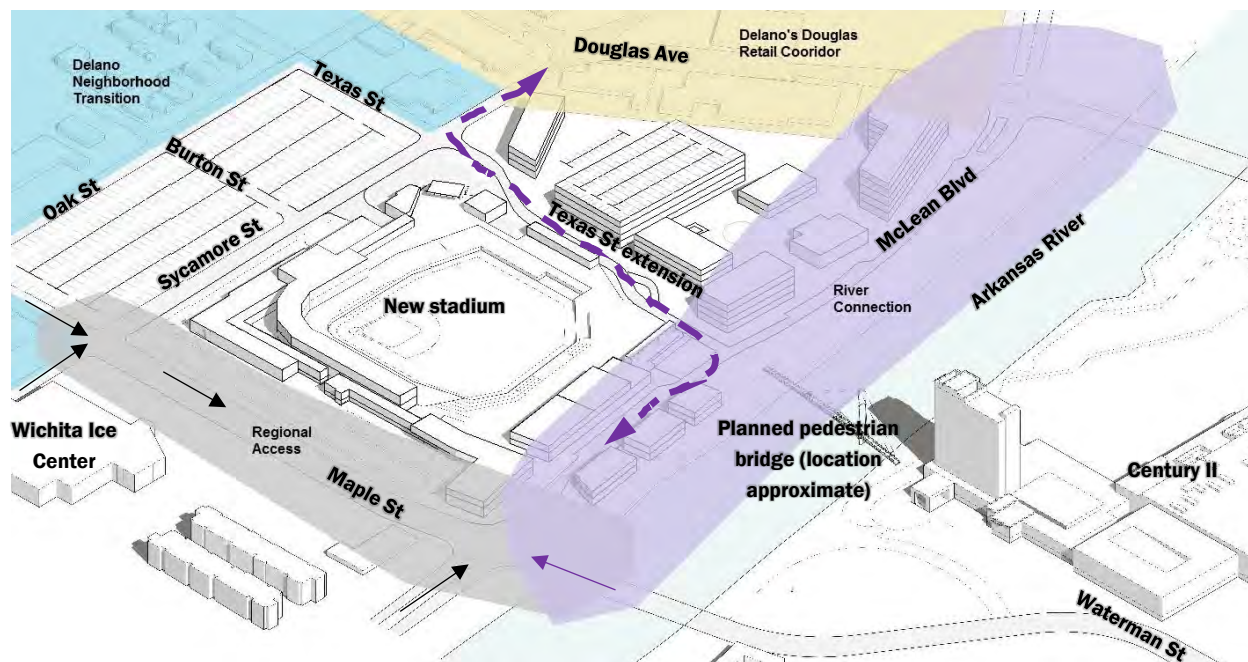 Douglas Ave
Delano's Douglas
Retail Cooridor
Delano
Neighborhood
Transition
Texas St
Burton St
Oak St
Sycamore St
Texas St extension
McLean Blvd
Arkansas River
New stadium
River
Connection
Wichita Ice
Center
Regional
Access
Maple St
Planned pedestrian
bridge (location
approximate)
Century II
Waterman St